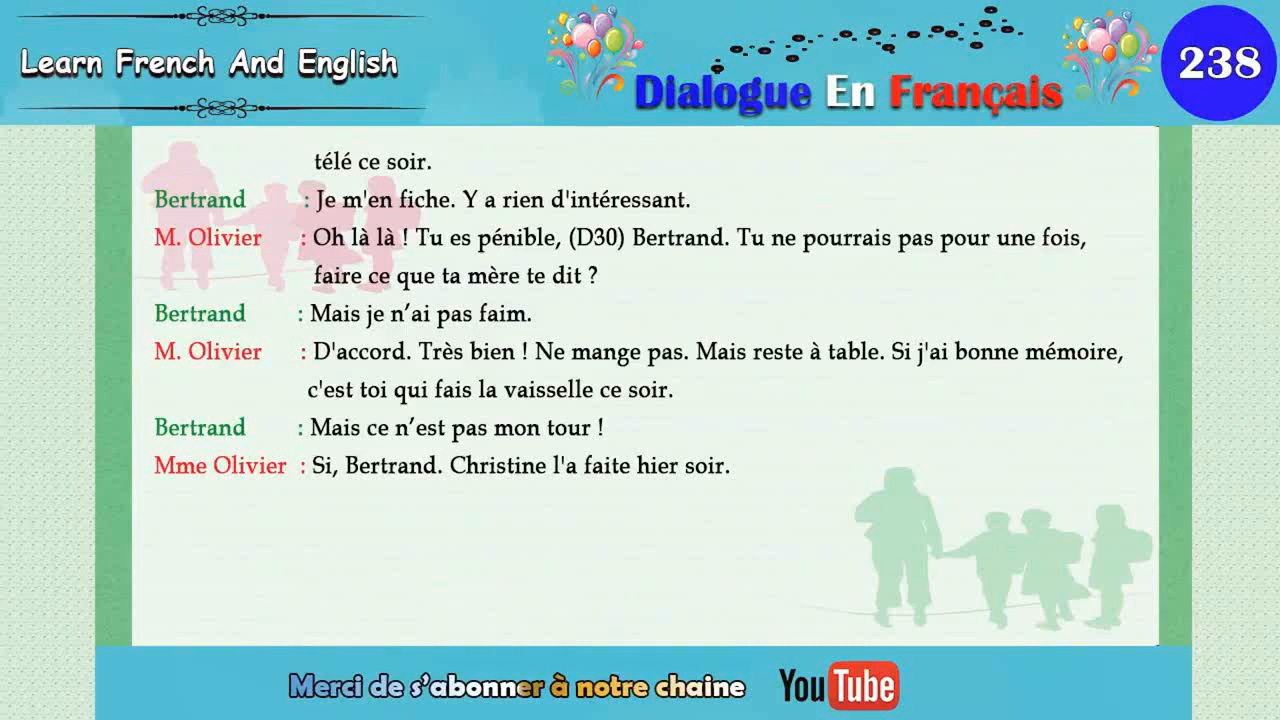 Learn French And English
Dialogue En Français
238
télé ce soir.
Bertrand : Je m'en fiche. Y a rien d'intéressant.
M. Olivier : Oh là là ! Tu es pénible, (D30) Bertrand. Tu ne pourrais pas pour une fois,
faire ce que ta mère te dit ?
Bertrand : Mais je n’ai pas faim.
M. Olivier : D'accord. Très bien ! Ne mange pas. Mais reste à table. Si j'ai bonne mémoire,
c'est toi qui fais la vaisselle ce soir.
Bertrand : Mais ce n’est pas mon tour !
Mme Olivier : Si, Bertrand. Christine l'a faite hier soir.
Merci de s’abonner à notre chaine
YouTube